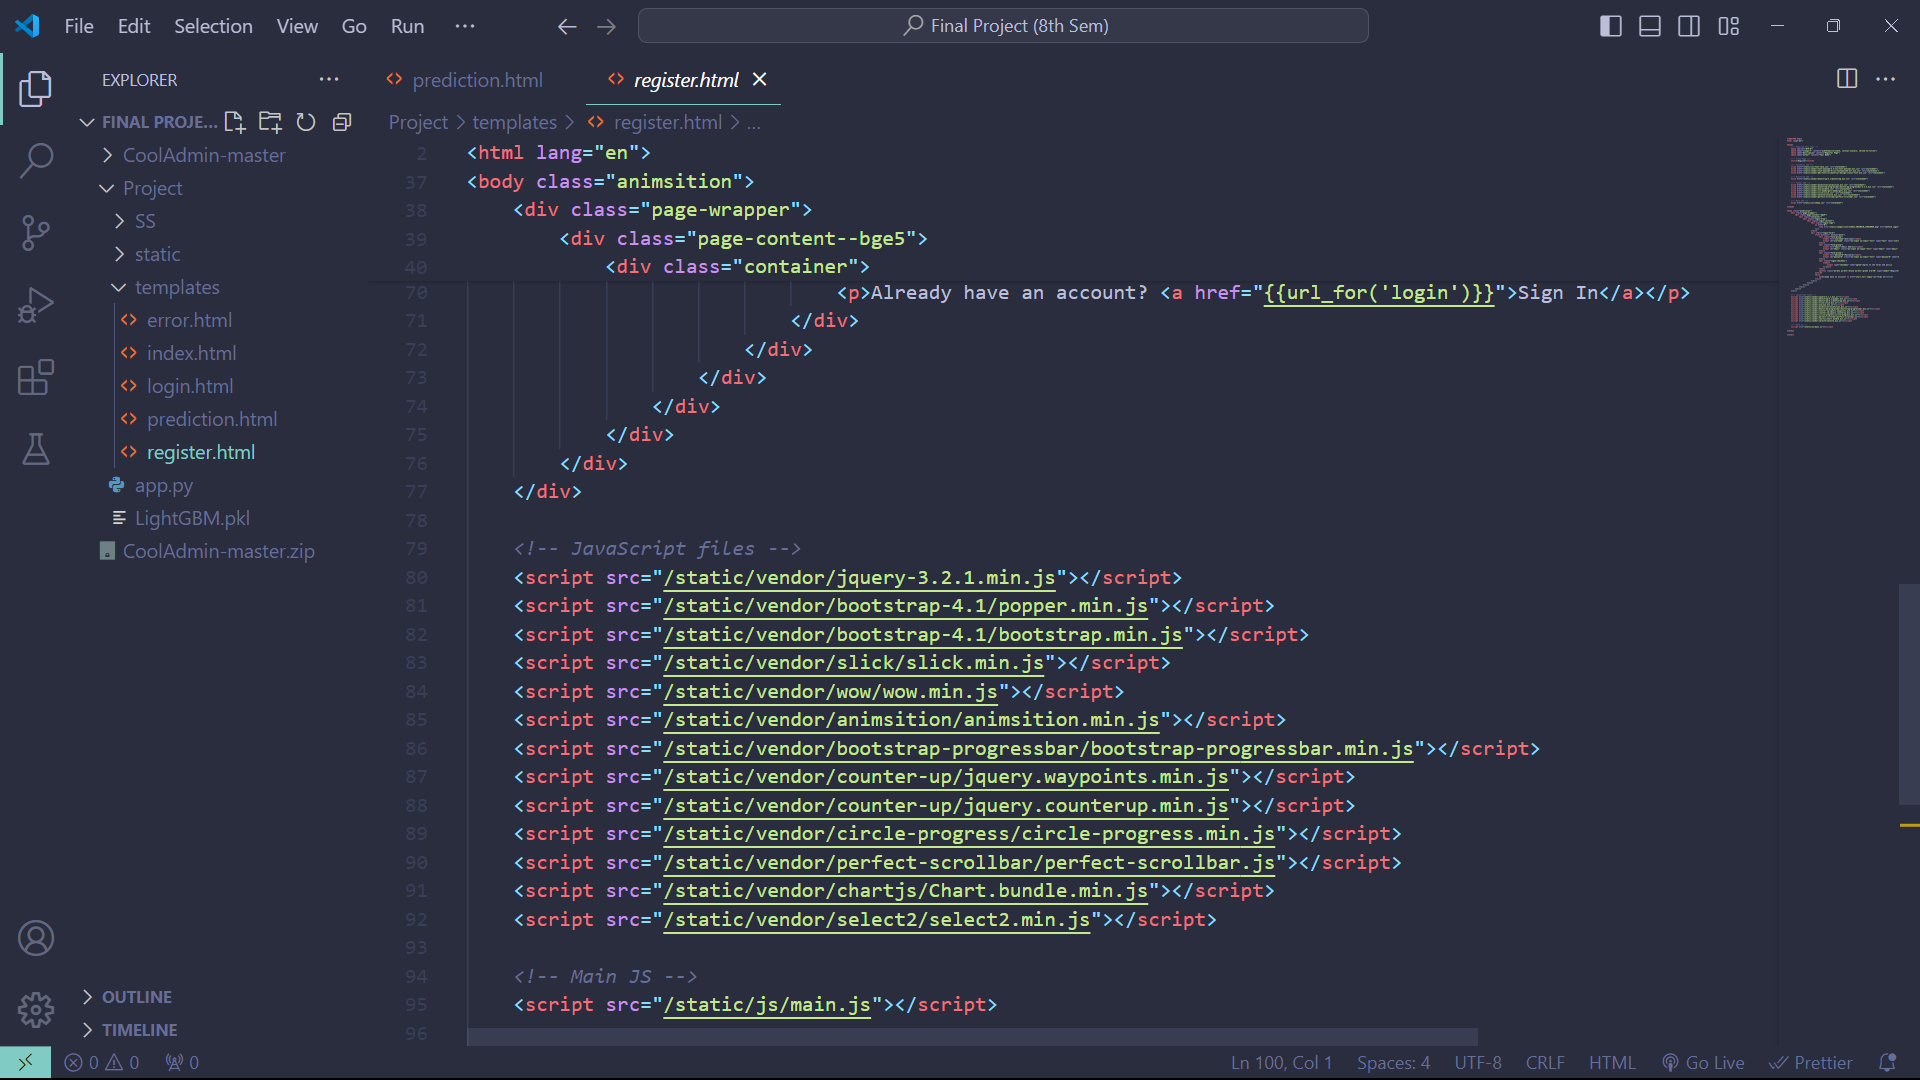 File Edit Selection View Go Run ··· Final Project (8th Sem)
EXPLORER ···
FINAL PROJE...
CoolAdmin-master
Project
SS
static
templates
error.html
index.html
login.html
prediction.html
register.html
app.py
LightGBM.pkl
CoolAdmin-master.zip
OUTLINE
TIMELINE
prediction.html register.html
Project > templates > register.html > ...
2 <html lang="en">
37 <body class="animsition">
38 <div class="page-wrapper">
39 <div class="page-content--bge5">
40 <div class="container">
70 <p>Already have an account? <a href="{{url_for('login')}}">Sign In</a></p>
71 </div>
72 </div>
73 </div>
74 </div>
75 </div>
76 </div>
77 </div>
78
79 <!-- JavaScript files -->
80 <script src="/static/vendor/jquery-3.2.1.min.js"></script>
81 <script src="/static/vendor/bootstrap-4.1/popper.min.js"></script>
82 <script src="/static/vendor/bootstrap-4.1/bootstrap.min.js"></script>
83 <script src="/static/vendor/slick/slick.min.js"></script>
84 <script src="/static/vendor/wow/wow.min.js"></script>
85 <script src="/static/vendor/animsition/animsition.min.js"></script>
86 <script src="/static/vendor/bootstrap-progressbar/bootstrap-progressbar.min.js"></script>
87 <script src="/static/vendor/counter-up/jquery.waypoints.min.js"></script>
88 <script src="/static/vendor/counter-up/jquery.counterup.min.js"></script>
89 <script src="/static/vendor/circle-progress/circle-progress.min.js"></script>
90 <script src="/static/vendor/perfect-scrollbar/perfect-scrollbar.js"></script>
91 <script src="/static/vendor/chartjs/Chart.bundle.min.js"></script>
92 <script src="/static/vendor/select2/select2.min.js"></script>
93
94 <!-- Main JS -->
95 <script src="/static/js/main.js"></script>
96
0 0 0 Ln 100, Col 1 Spaces: 4 UTF-8 CRLF HTML Go Live Prettier